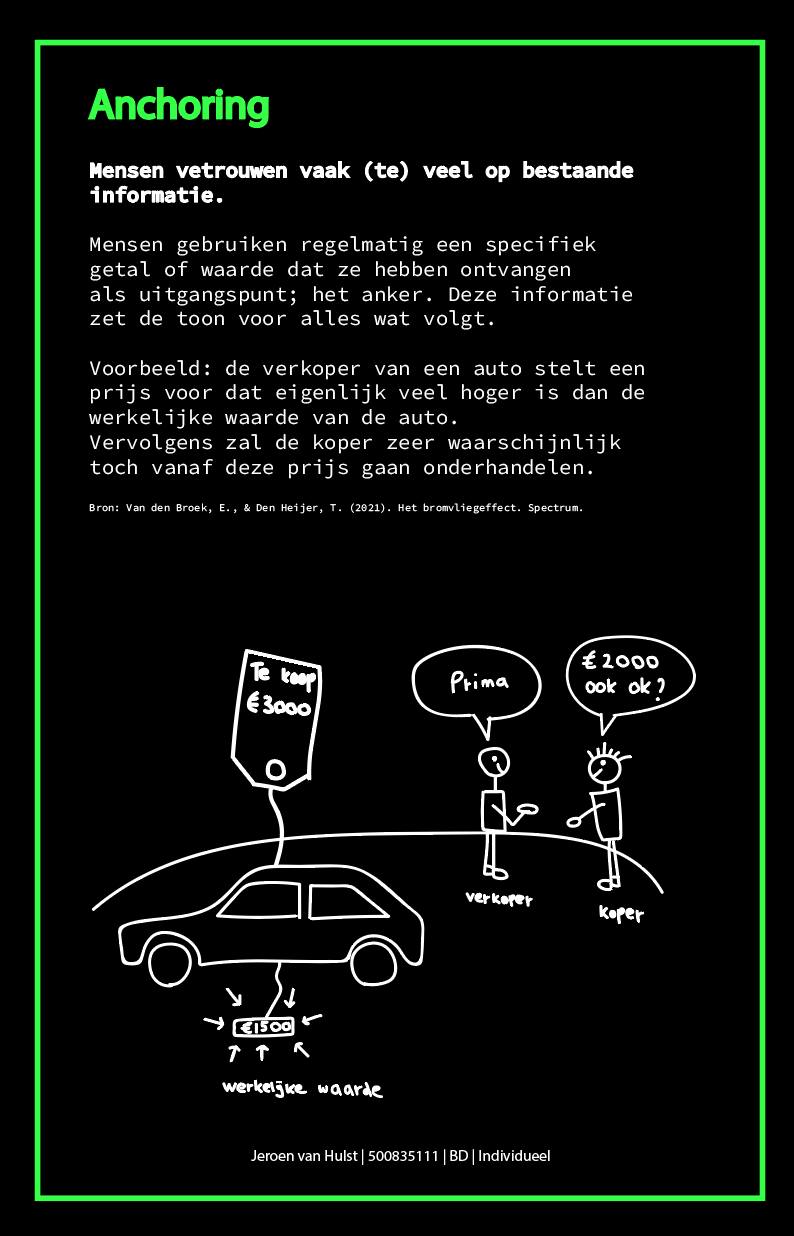 Anchoring
Mensen vetrouwen vaak (te) veel op bestaande
informatie.
Mensen gebruiken regelmatig een specifiek
getal of waarde dat ze hebben ontvangen
als uitgangspunt; het anker. Deze informatie
zet de toon voor alles wat volgt.
Voorbeeld: de verkoper van een auto stelt een
prijs voor dat eigenlijk veel hoger is dan de
werkelijke waarde van de auto.
Vervolgens zal de koper zeer waarschijnlijk
toch vanaf deze prijs gaan onderhandelen.
Bron: Van den Broek, E., & Den Heijer, T. (2021). Het bromvliegeffect. Spectrum.
Te koop
€3000
Prima
€2000
ook ok?
verkoper
koper
€1500
werkelijke waarde
Jeroen van Hulst | 500835111 | BD | Individueel